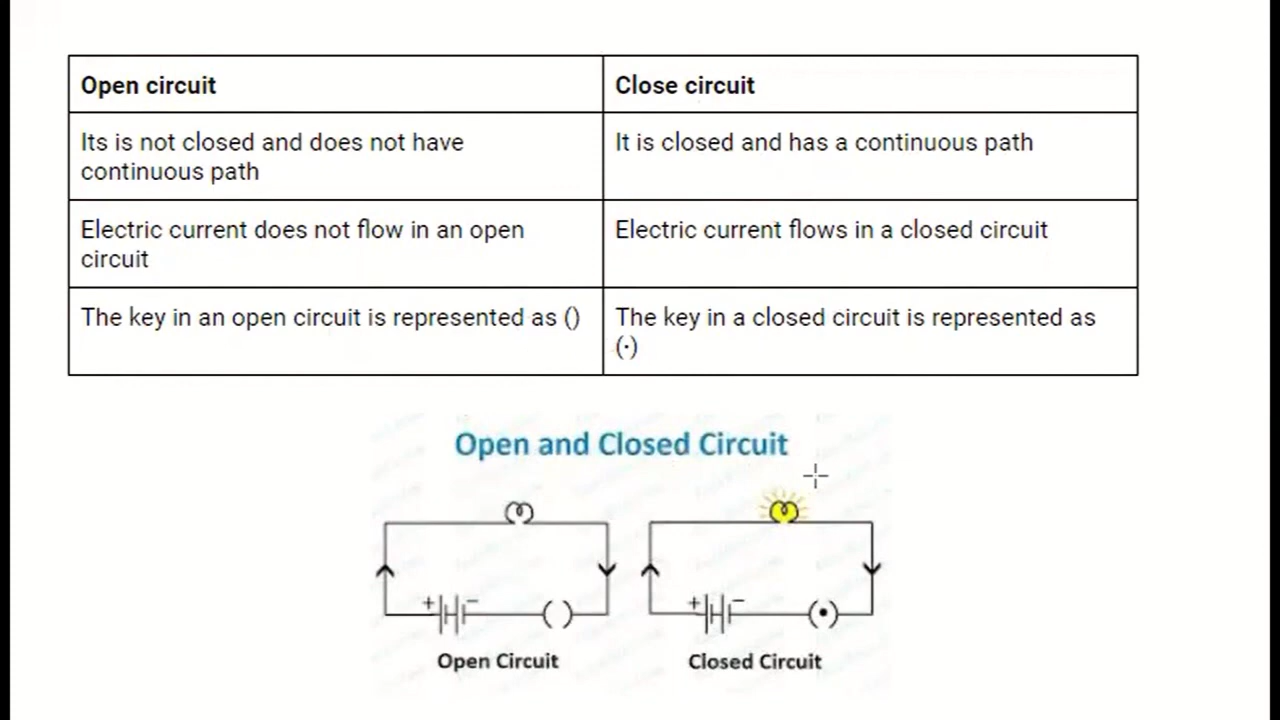 Open circuit
Close circuit
Its is not closed and does not have
continuous path
It is closed and has a continuous path
Electric current does not flow in an open
circuit
Electric current flows in a closed circuit
The key in an open circuit is represented as ()
The key in a closed circuit is represented as
(·)
Open and Closed Circuit
+ −
( )
+ −
(•)
Open Circuit
Closed Circuit